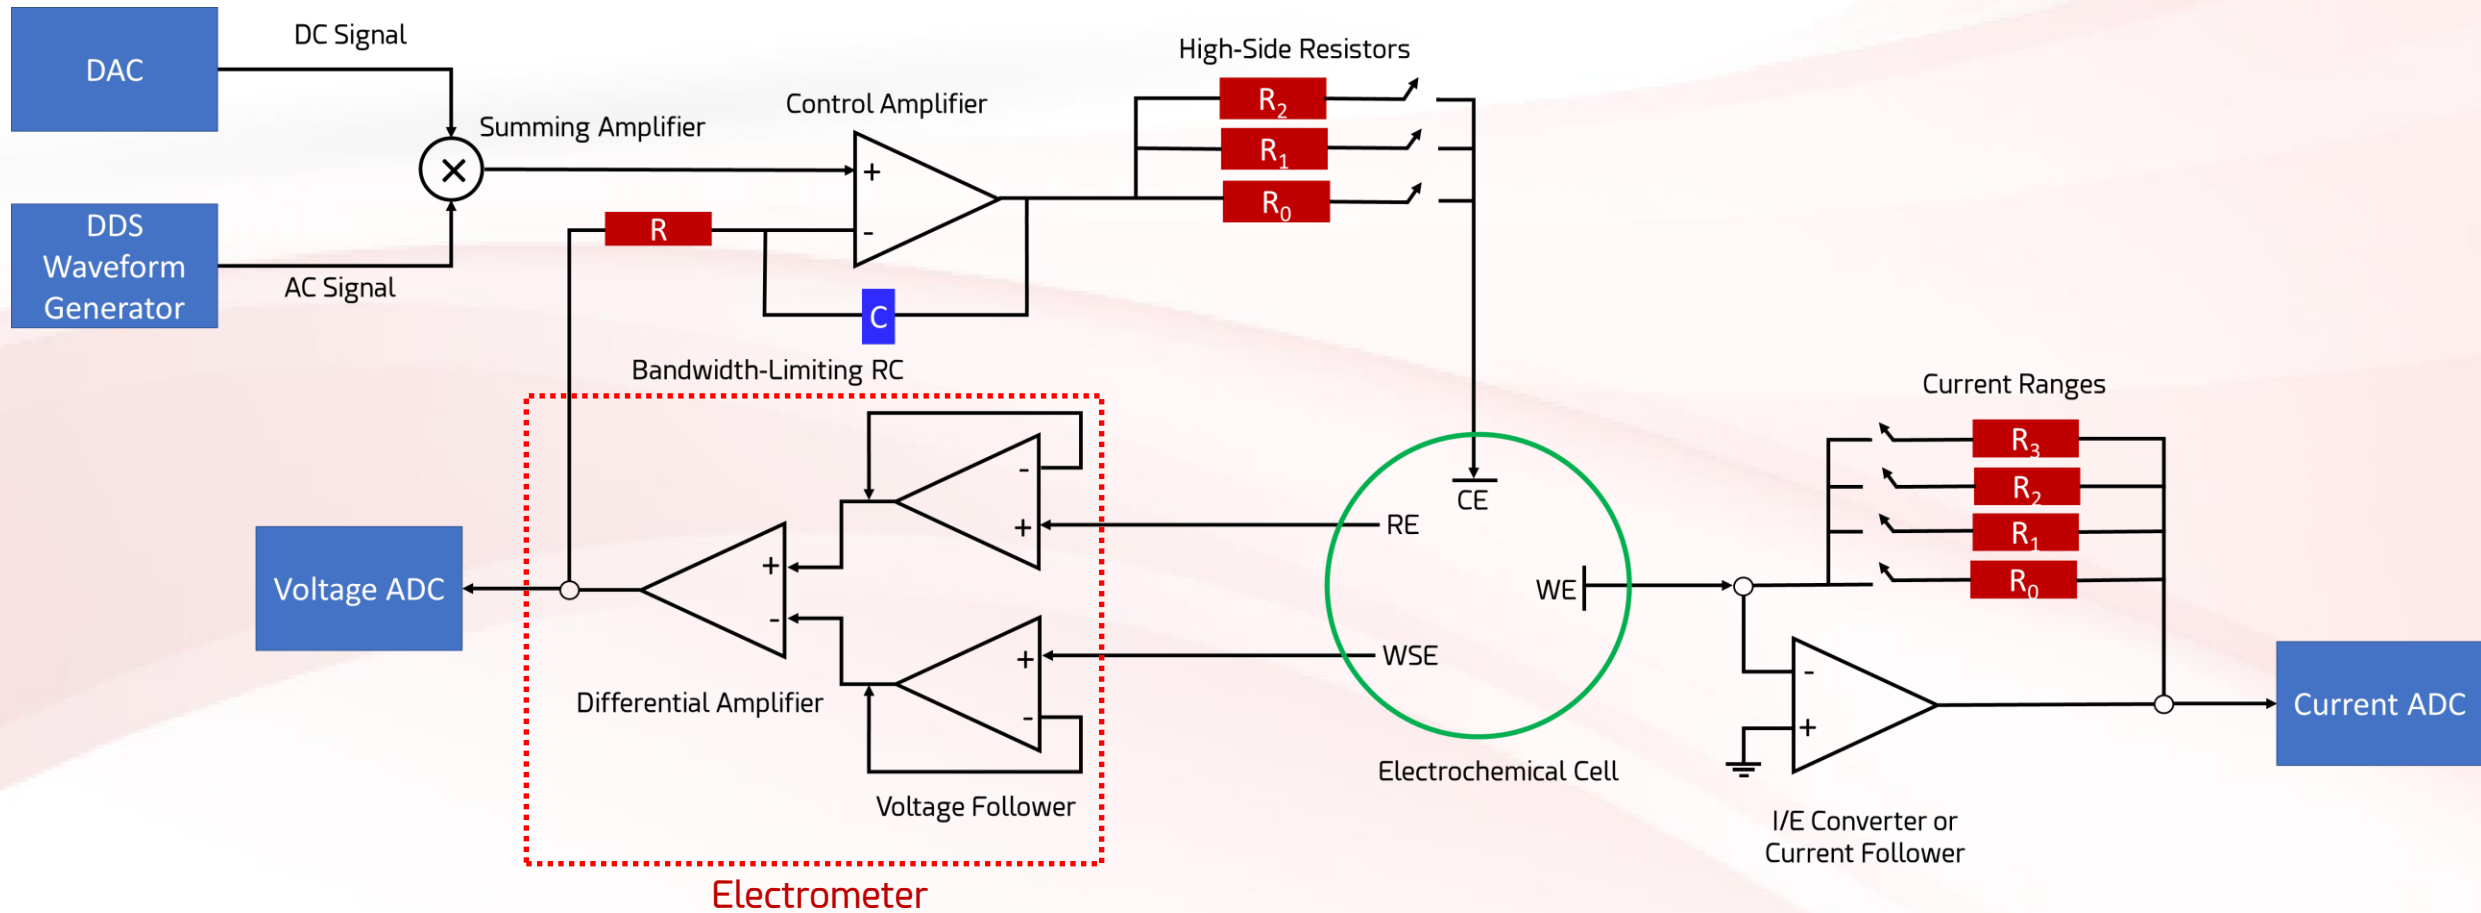 DAC
DC Signal
Summing Amplifier
×
DDS
Waveform
Generator
AC Signal
Control Amplifier
+
-
R
C
Bandwidth-Limiting RC
High-Side Resistors
R2
R1
R0
Voltage ADC
+
-
Differential Amplifier
-
+
+
-
Voltage Follower
Electrometer
CE
RE
WE
WSE
Electrochemical Cell
Current Ranges
R3
R2
R1
R0
-
+
I/E Converter or
Current Follower
Current ADC